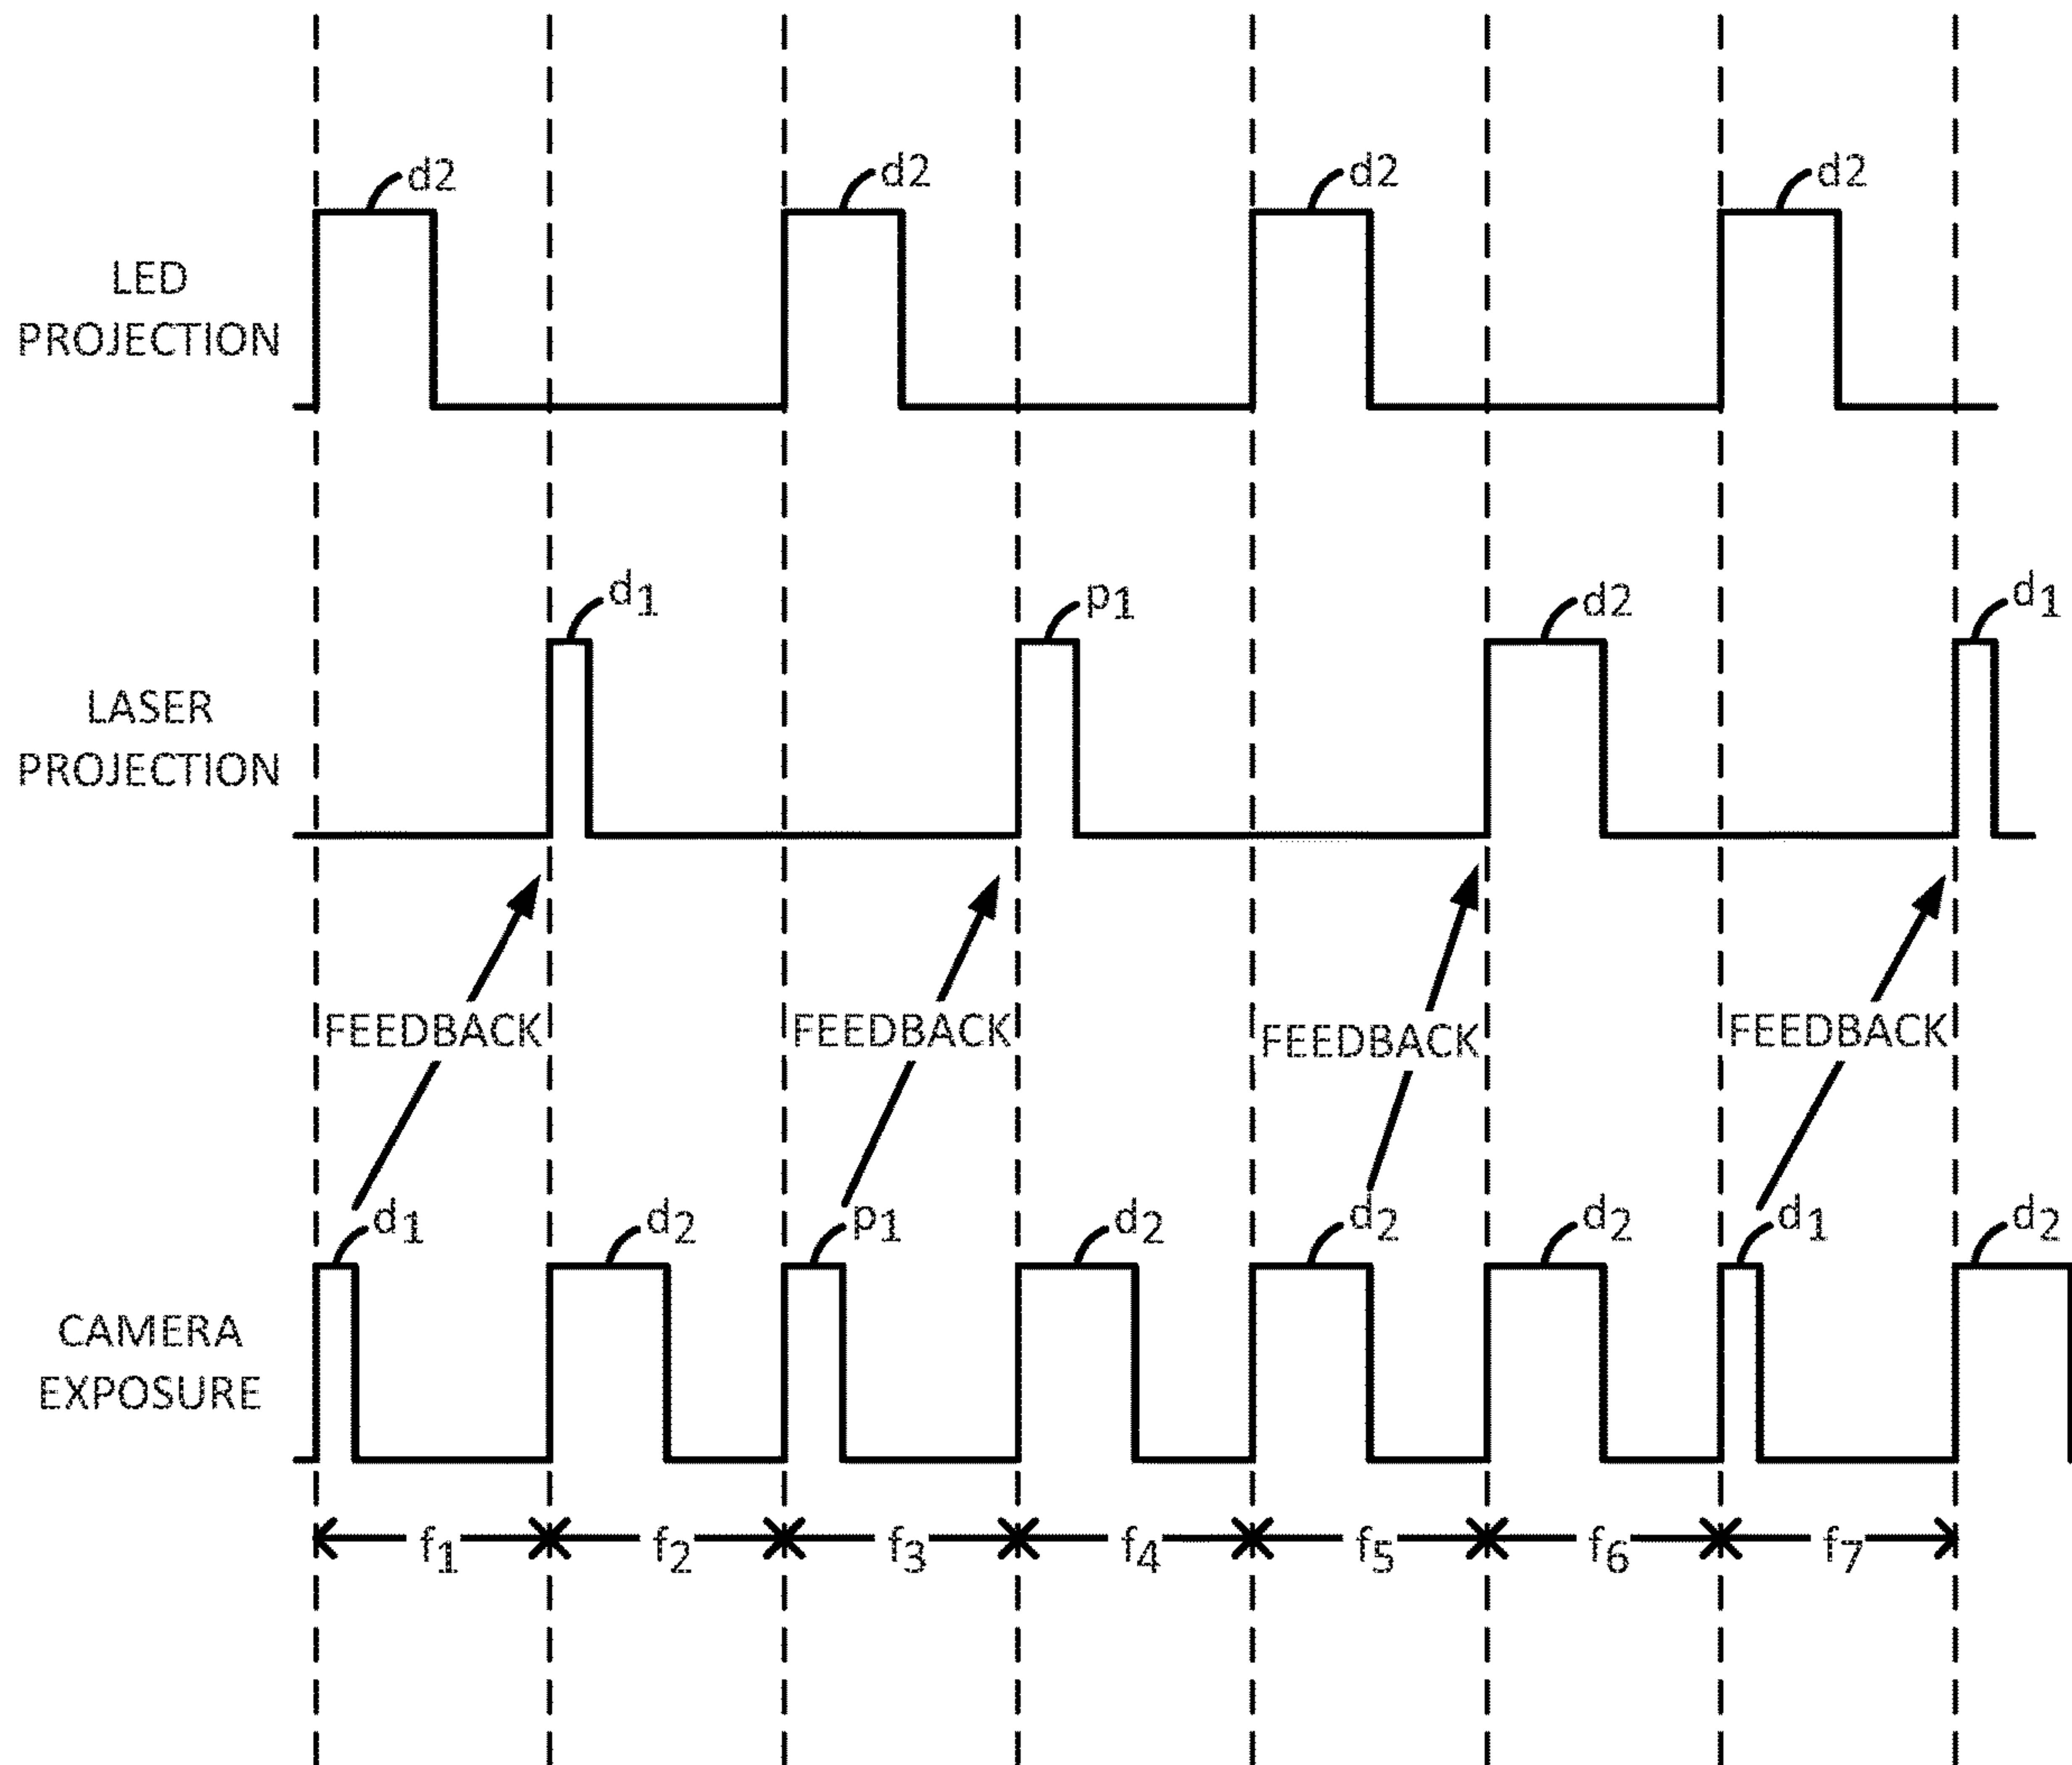 d2 d2 d2 d2
LED
PROJECTION
d1 p1 d2 d1
LASER
PROJECTION
FEEDBACK FEEDBACK FEEDBACK FEEDBACK
d1 d2 p1 d2 d2 d2 d1 d2
CAMERA
EXPOSURE
f1 f2 f3 f4 f5 f6 f7